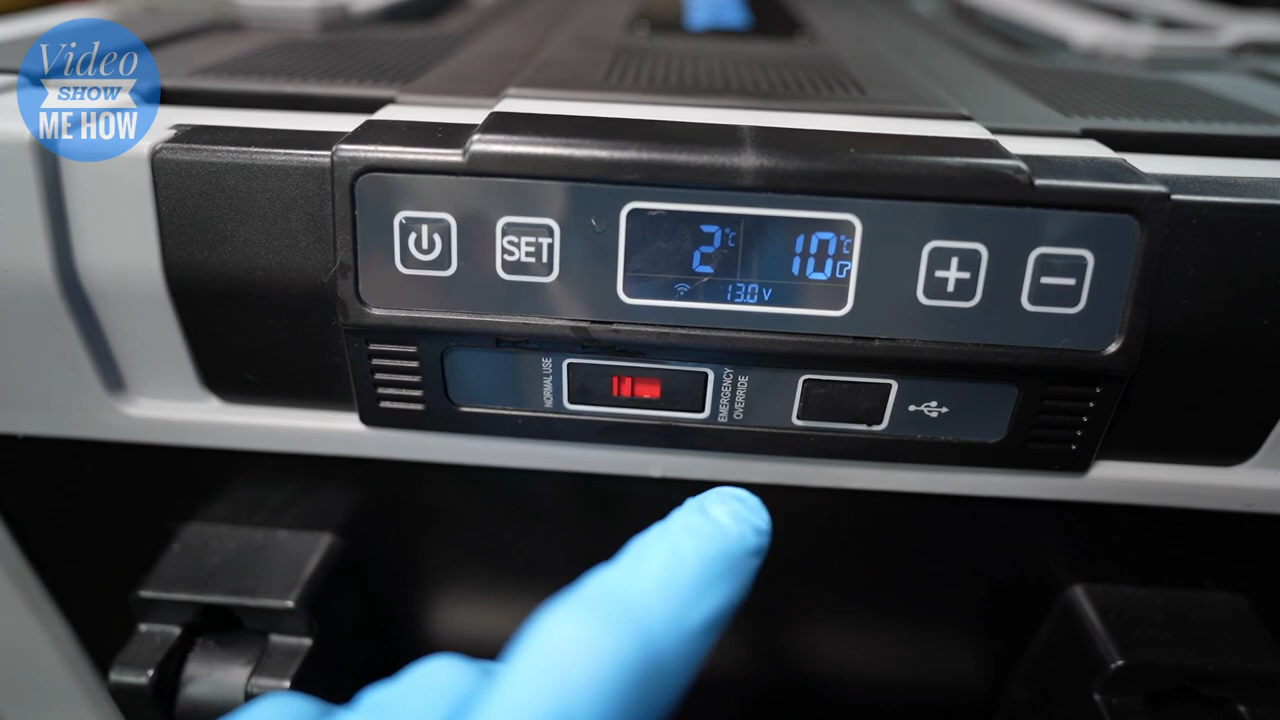 Video
SHOW
ME HOW
SET
2°C
10°C
13.0 V
NORMAL USE
EMERGENCY
OVERRIDE